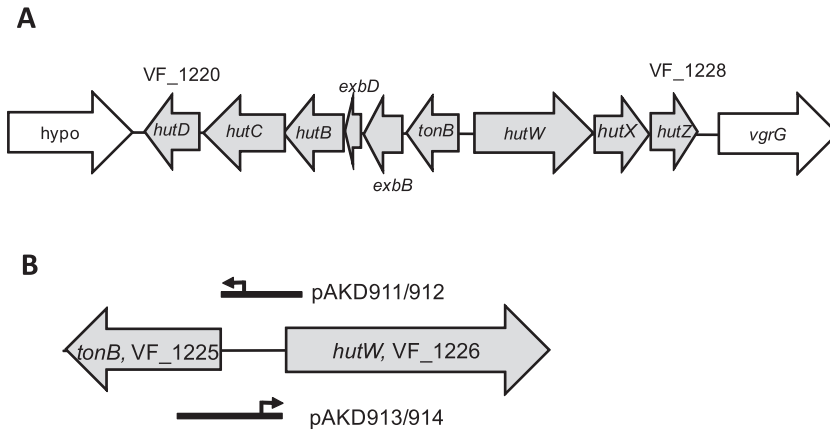 A
VF_1220
exbD
VF_1228
hypo
hutD
hutC
hutB
tonB
hutW
hutX
hutZ
vgrG
exbB
B
pAKD911/912
tonB, VF_1225
hutW, VF_1226
pAKD913/914